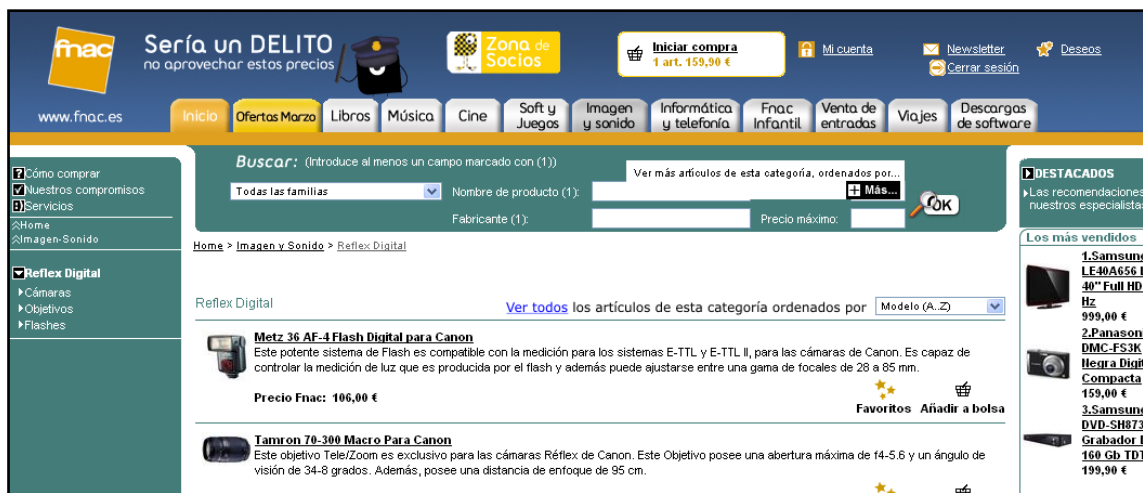 fnac
Sería un DELITO
no aprovechar estos precios
Zona de
Socios
Iniciar compra
1 art. 159,90 €
Mi cuenta
Newsletter
Cerrar sesión
Deseos
www.fnac.es
Inicio
Ofertas Marzo
Libros
Música
Cine
Soft y
Juegos
Imagen
y sonido
Informática
y telefonía
Fnac
Infantil
Venta de
entradas
Viajes
Descargas
de software
Cómo comprar
Nuestros compromisos
Servicios
Home
Imagen-Sonido
Reflex Digital
Cámaras
Objetivos
Flashes
Buscar: (Introduce al menos un campo marcado con (1))
Ver más artículos de esta categoría, ordenados por...
Todas las familias
Nombre de producto (1):
Más...
OK
Fabricante (1):
Precio máximo:
Home > Imagen y Sonido > Reflex Digital
Reflex Digital
Ver todos los artículos de esta categoría ordenados por
Modelo (A..Z)
Metz 36 AF-4 Flash Digital para Canon
Este potente sistema de Flash es compatible con la medición para los sistemas E-TTL y E-TTL II, para las cámaras de Canon. Es capaz de
controlar la medición de luz que es producida por el flash y además puede ajustarse entre una gama de focales de 28 a 85 mm.
Precio Fnac: 106,00 €
Favoritos
Añadir a bolsa
Tamron 70-300 Macro Para Canon
Este objetivo Tele/Zoom es exclusivo para las cámaras Réflex de Canon. Este Objetivo posee una abertura máxima de f4-5.6 y un ángulo de
visión de 34-8 grados. Además, posee una distancia de enfoque de 95 cm.
DESTACADOS
Las recomendaciones
nuestros especialistas
Los más vendidos
1.Samsung
LE40A656
40" Full HD
Hz
999,00 €
2.Panasoni
DMC-FS3K
Negra Digit
Compacta
159,00 €
3.Samsung
DVD-SH873
Grabador
160 Gb TDT
199,90 €